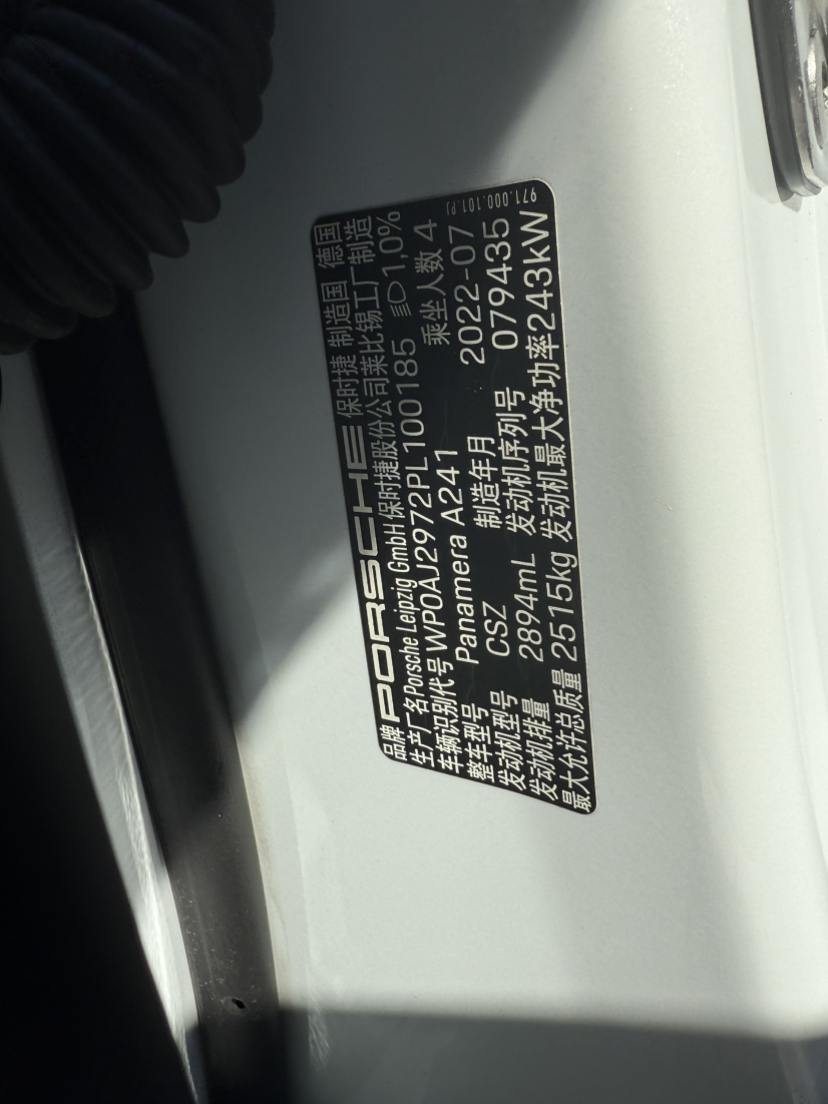 品牌 PORSCHE 保时捷 制造国 德国
生产厂名 Porsche Leipzig GmbH 保时捷股份公司莱比锡工厂制造
车辆识别代号 WP0AJ2972PL100185 1,0%
整车型号 Panamera A241 乘坐人数 4
发动机型号 CSZ 制造年月 2022-07
发动机排量 2894mL 发动机序列号 079435
最大允许总质量 2515kg 发动机最大净功率 243kW
971.000.101.PJ